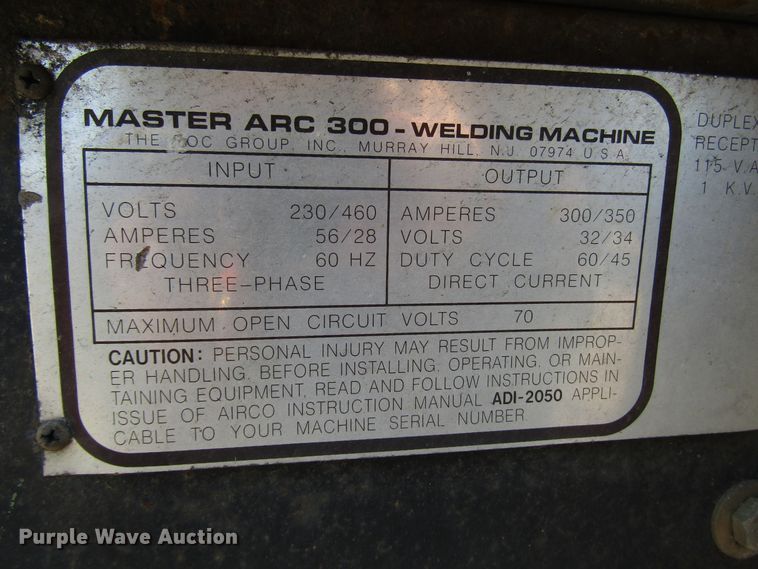 MASTER ARC 300 - WELDING MACHINE
THE BOC GROUP, INC., MURRAY HILL, N.J. 07974 U.S.A.
INPUT
VOLTS 230/460
AMPERES 56/28
FREQUENCY 60 HZ
THREE-PHASE
OUTPUT
AMPERES 300/350
VOLTS 32/34
DUTY CYCLE 60/45
DIRECT CURRENT
MAXIMUM OPEN CIRCUIT VOLTS 70
CAUTION: PERSONAL INJURY MAY RESULT FROM IMPROP-
ER HANDLING. BEFORE INSTALLING, OPERATING, OR MAIN-
TAINING EQUIPMENT, READ AND FOLLOW INSTRUCTIONS IN
ISSUE OF AIRCO INSTRUCTION MANUAL ADI-2050 APPLI-
CABLE TO YOUR MACHINE SERIAL NUMBER.
DUPLEX
RECEPT
115 V.A
1 K.V.
Purple Wave Auction